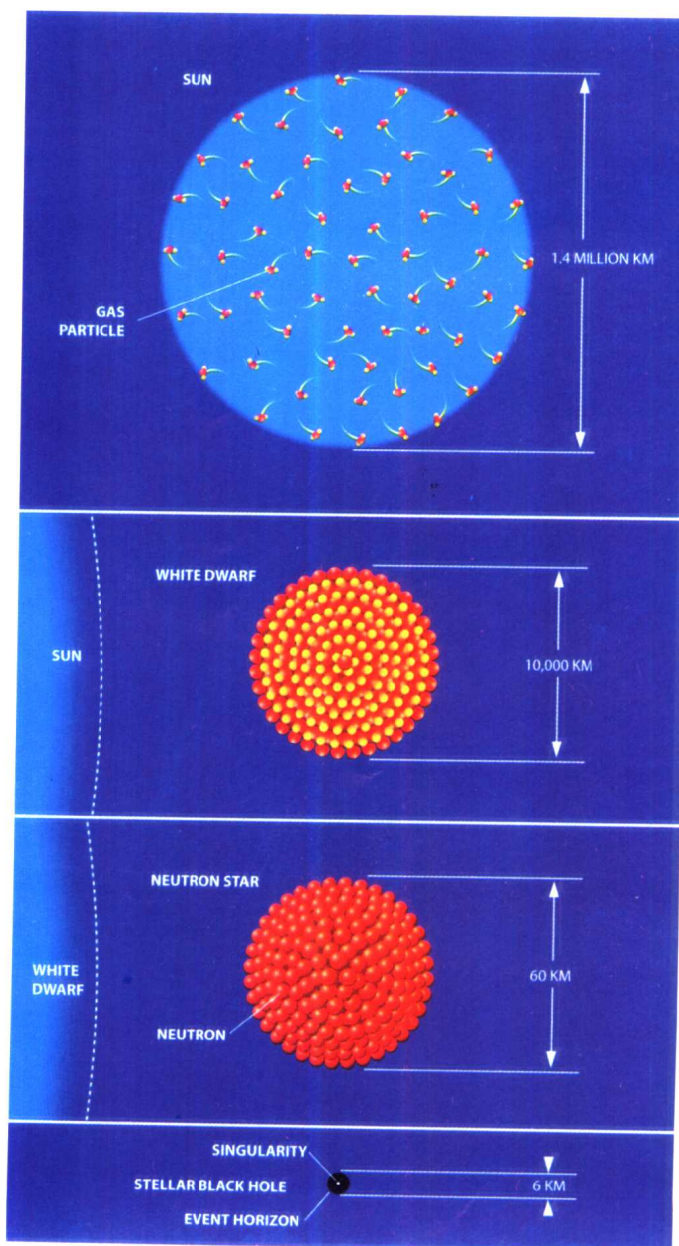 SUN
1.4 MILLION KM
GAS
PARTICLE
WHITE DWARF
SUN
10,000 KM
NEUTRON STAR
WHITE
DWARF
60 KM
NEUTRON
SINGULARITY
STELLAR BLACK HOLE
6 KM
EVENT HORIZON